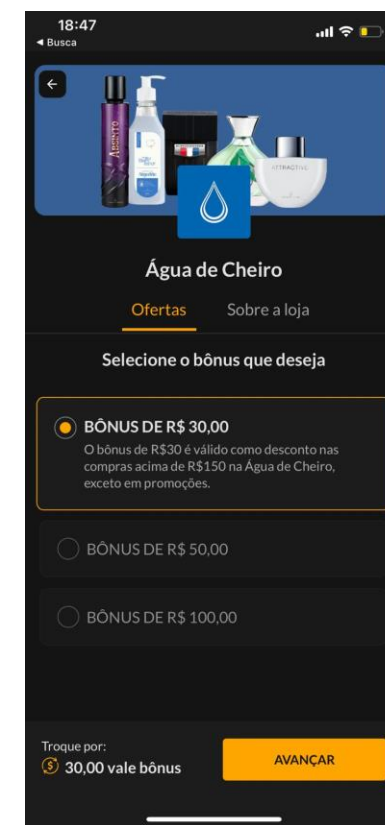 18:47
◄ Busca
ABSINTO
ATTRACTIVE
Água de Cheiro
Ofertas
Sobre a loja
Selecione o bônus que deseja
BÔNUS DE R$ 30,00
O bônus de R$30 é válido como desconto nas
compras acima de R$150 na Água de Cheiro,
exceto em promoções.
BÔNUS DE R$ 50,00
BÔNUS DE R$ 100,00
Troque por:
30,00 vale bônus
AVANÇAR